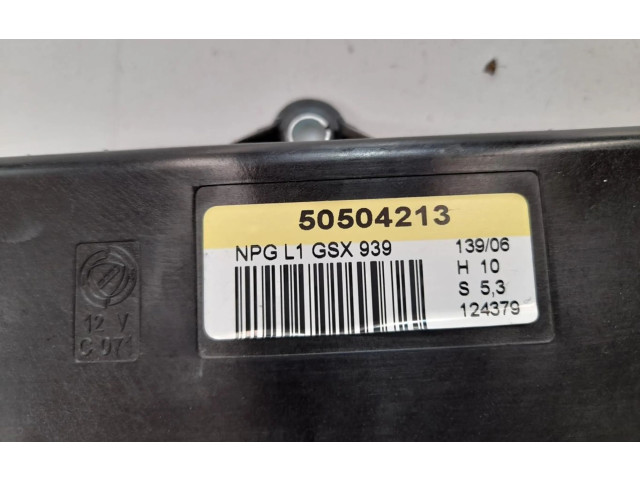 50504213
NPG L1 GSX 939
139/06
H 10
S 5,3
124379
12 V
C 071